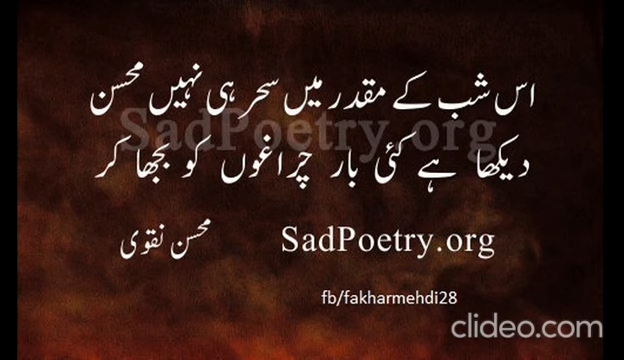 اس شب کے مقدر میں سحر ہی نہیں محسن
SadPoetry.org
دیکھا ہے کئی بار چراغوں کو بجھا کر
محسن نقوی
SadPoetry.org
fb/fakharmehdi28
clideo.com